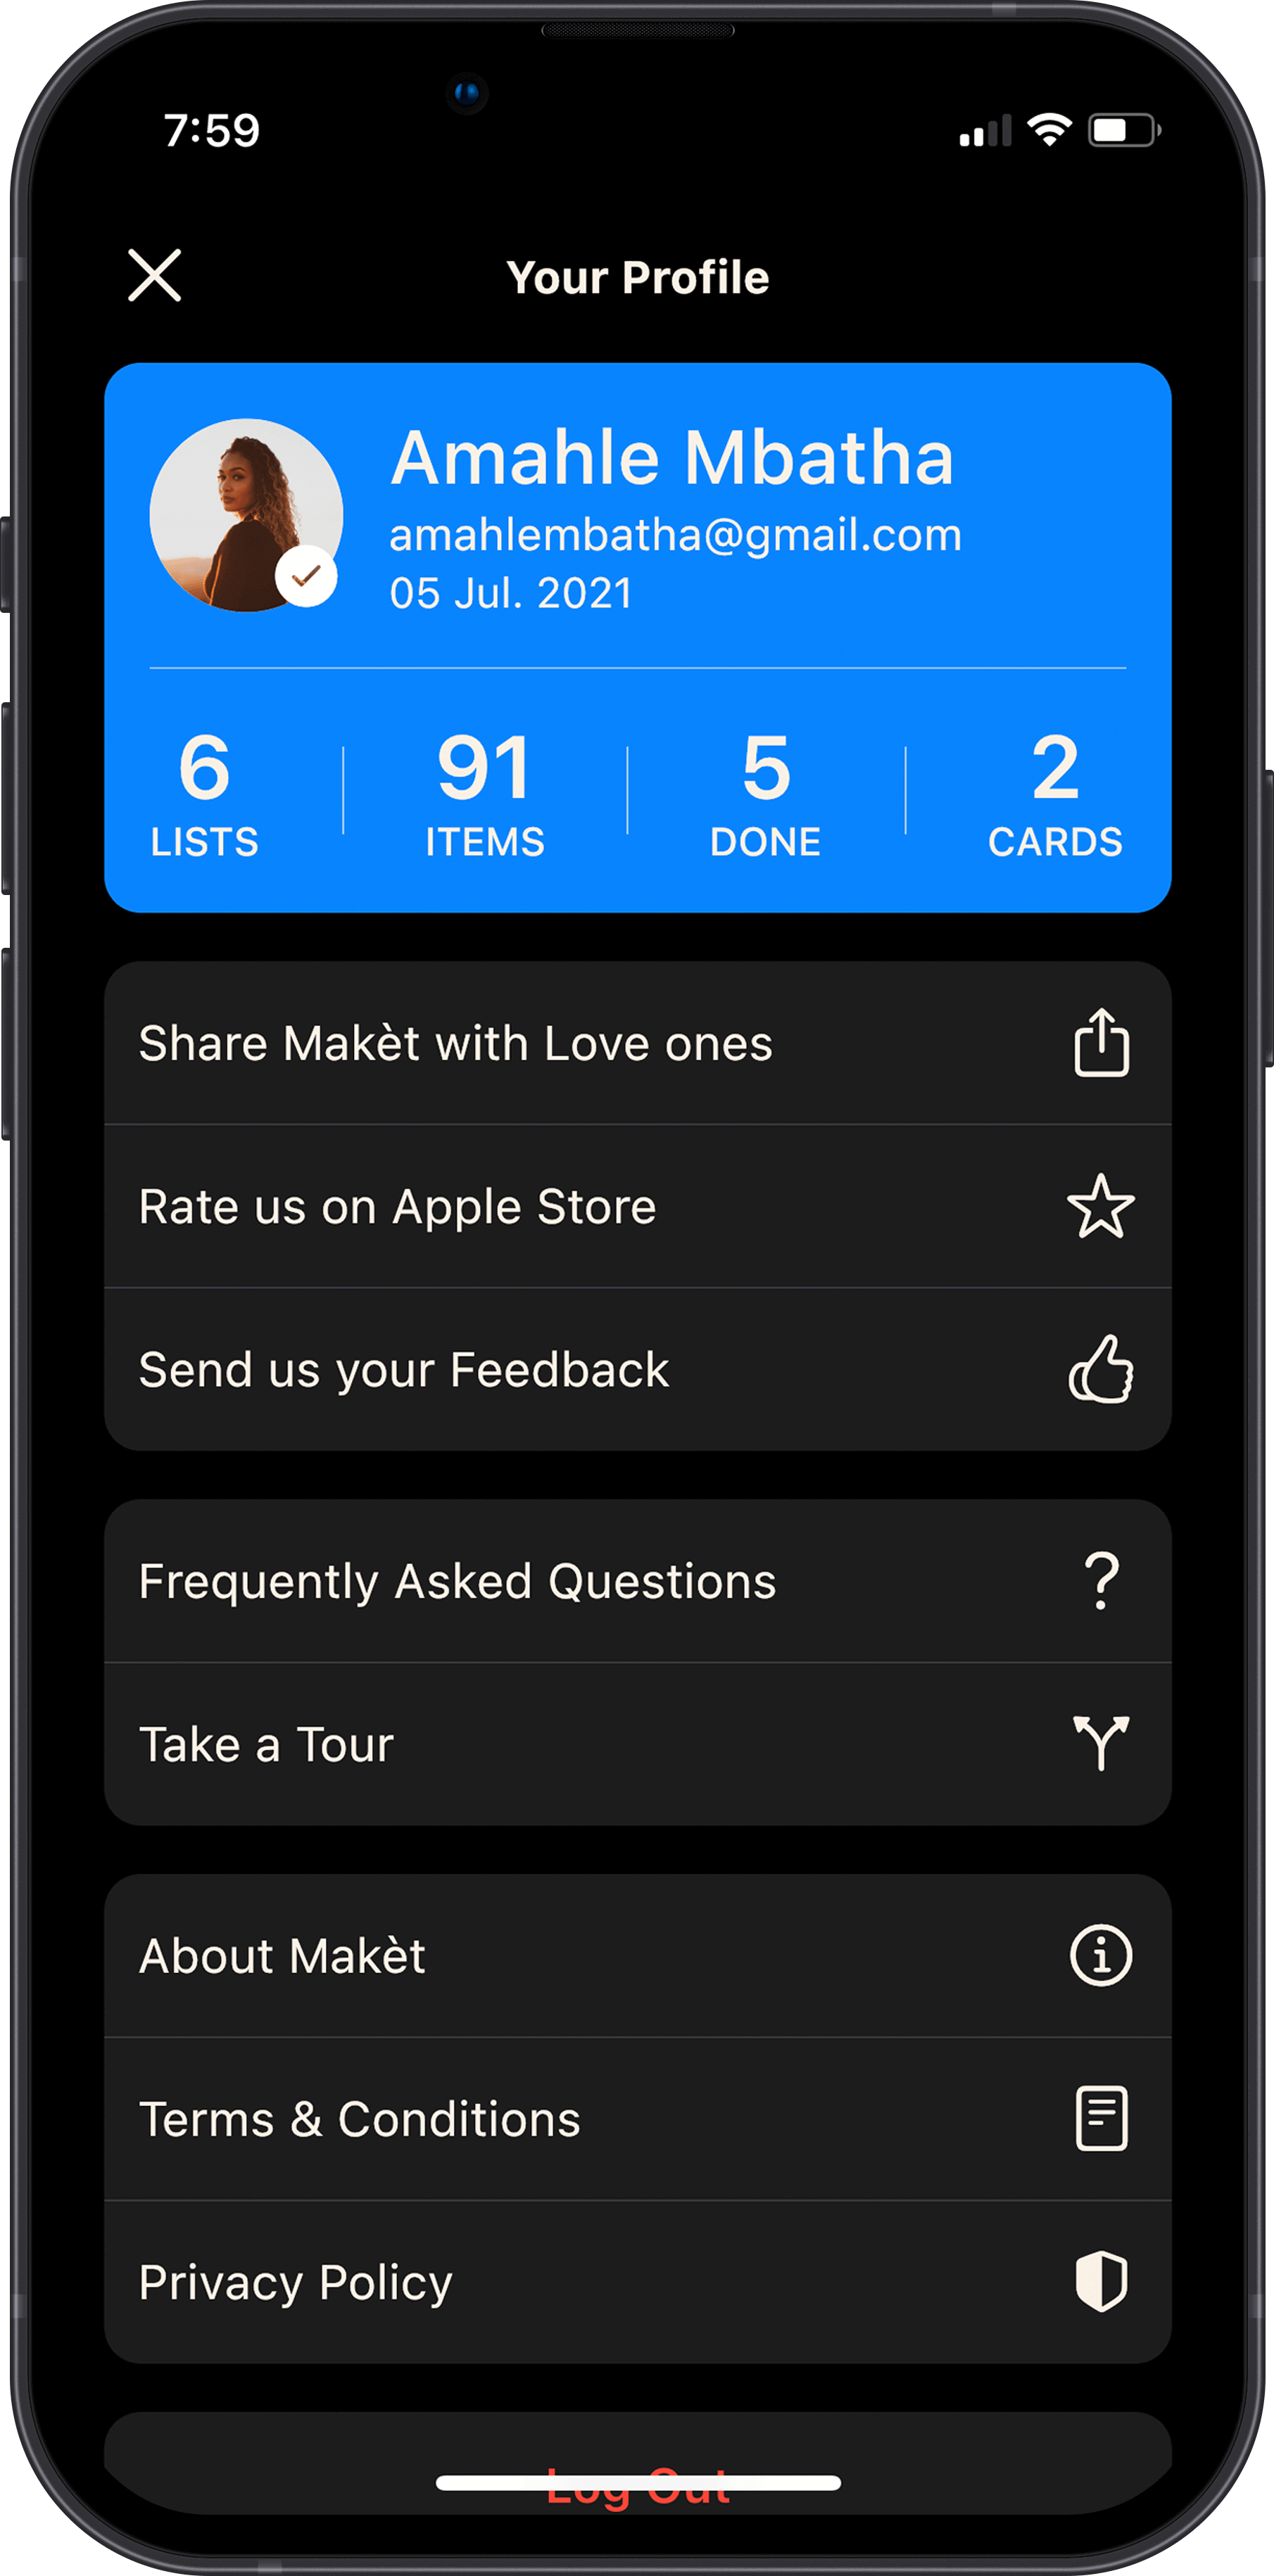 7:59
Your Profile
Amahle Mbatha
amahlembatha@gmail.com
05 Jul. 2021
6 91 5 2
LISTS ITEMS DONE CARDS
Share Makèt with Love ones
Rate us on Apple Store
Send us your Feedback
Frequently Asked Questions
?
Take a Tour
About Makèt
Terms & Conditions
Privacy Policy
Log Out